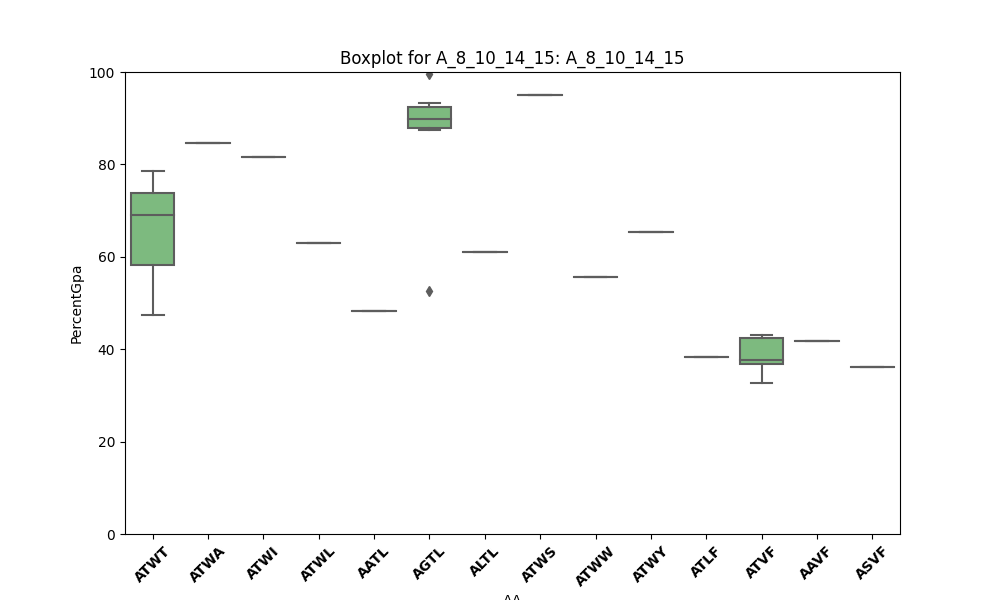 Boxplot for A_8_10_14_15: A_8_10_14_15
100
80
60
40
20
0
PercentGpa
ATWT
ATWA
ATWI
ATWL
AATL
AGTL
ALTL
ATWS
ATWW
ATWY
ATLF
ATVF
AAVF
ASVF
AA